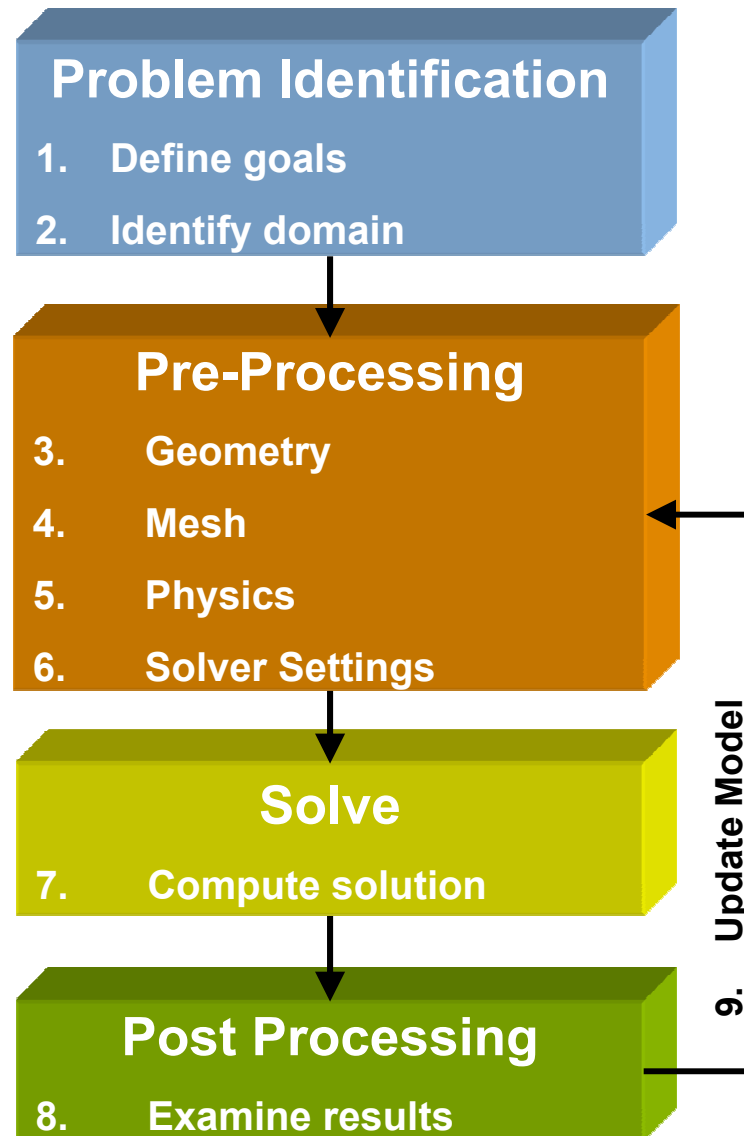 Problem Identification
1. Define goals
2. Identify domain
Pre-Processing
3. Geometry
4. Mesh
5. Physics
6. Solver Settings
Solve
7. Compute solution
Post Processing
8. Examine results
9. Update Model